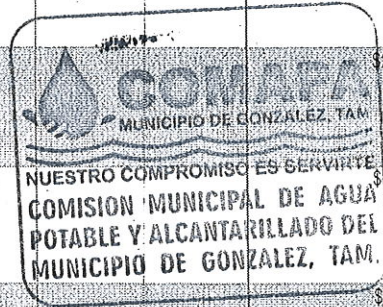 COMAPA
MUNICIPIO DE GONZALEZ, TAM
NUESTRO COMPROMISO ES SERVIRTE
COMISION MUNICIPAL DE AGUA
POTABLE Y ALCANTARILLADO DEL
MUNICIPIO DE GONZALEZ, TAM.
$
$
$